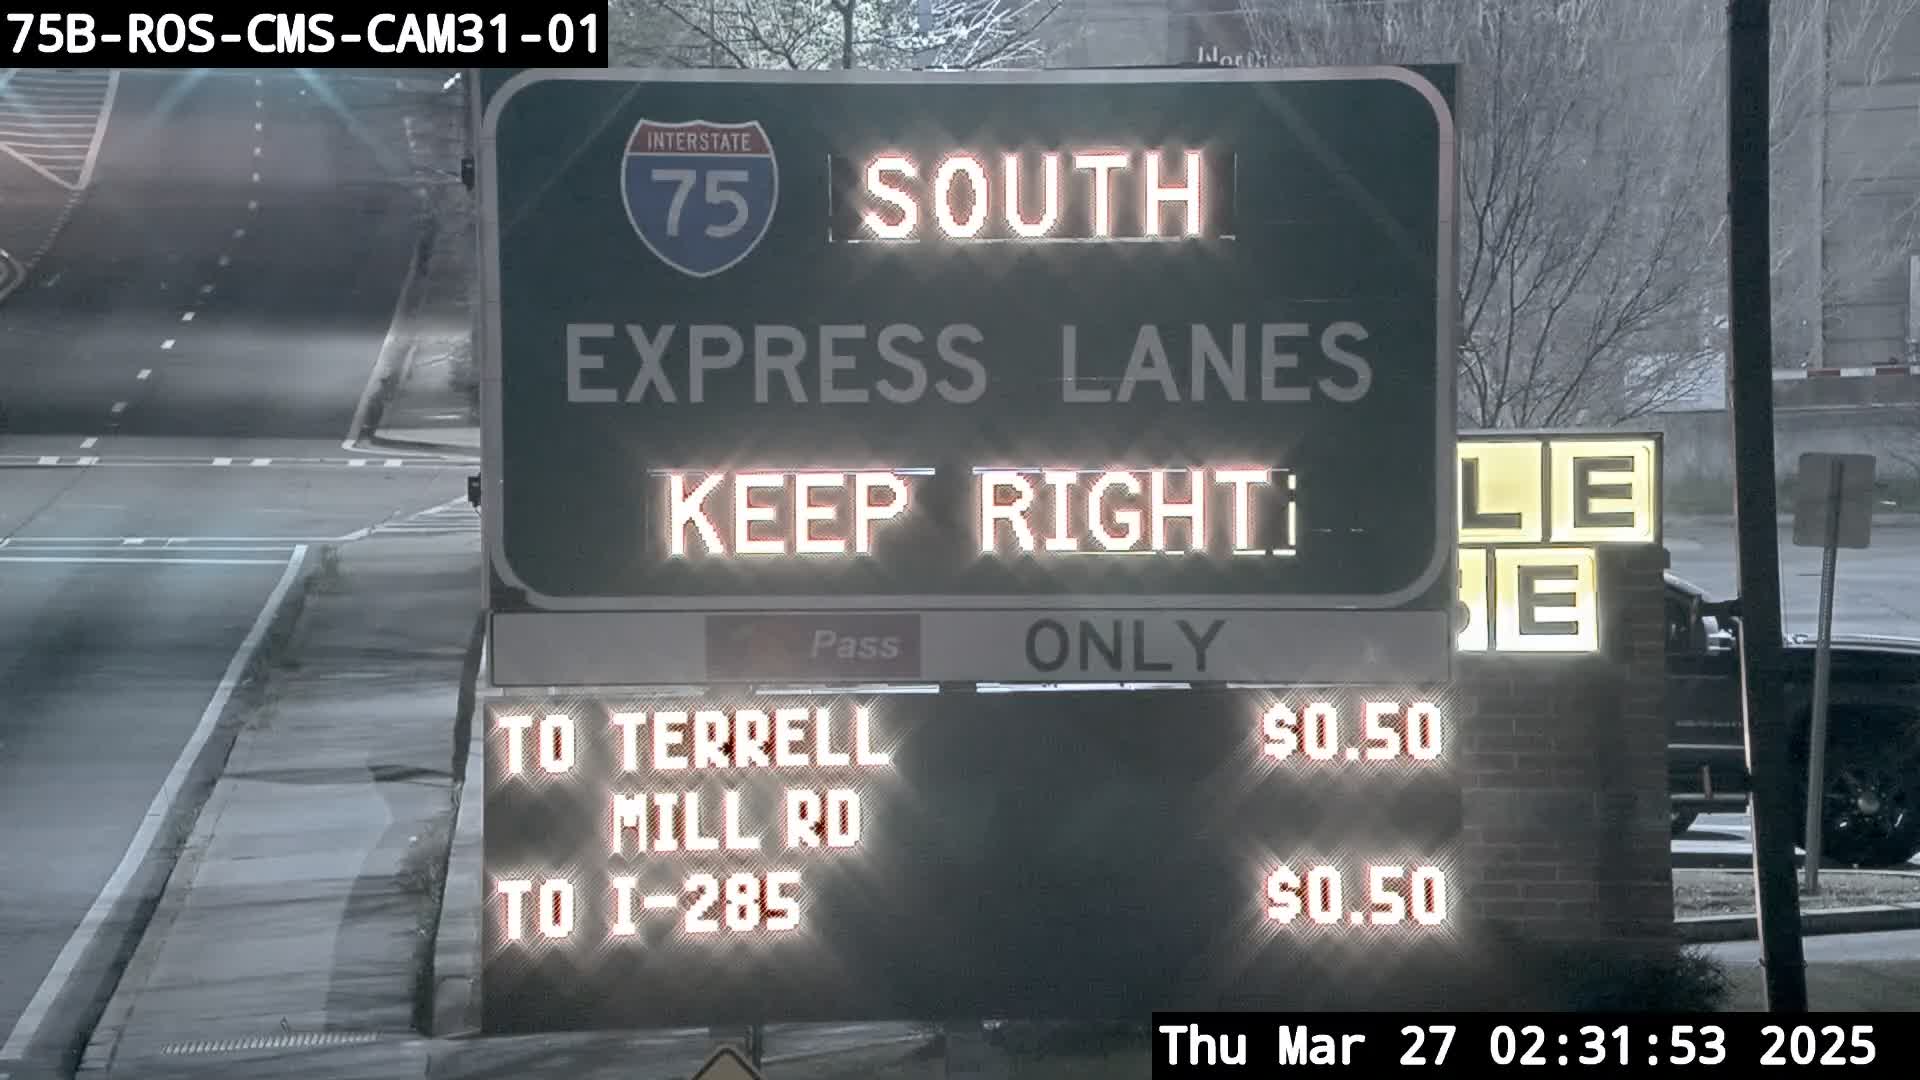 75B-ROS-CMS-CAM31-01
INTERSTATE
75
SOUTH
EXPRESS LANES
KEEP RIGHT
Pass ONLY
LE
E
TO TERRELL $0.50
MILL RD
TO I-285 $0.50
Thu Mar 27 02:31:53 2025